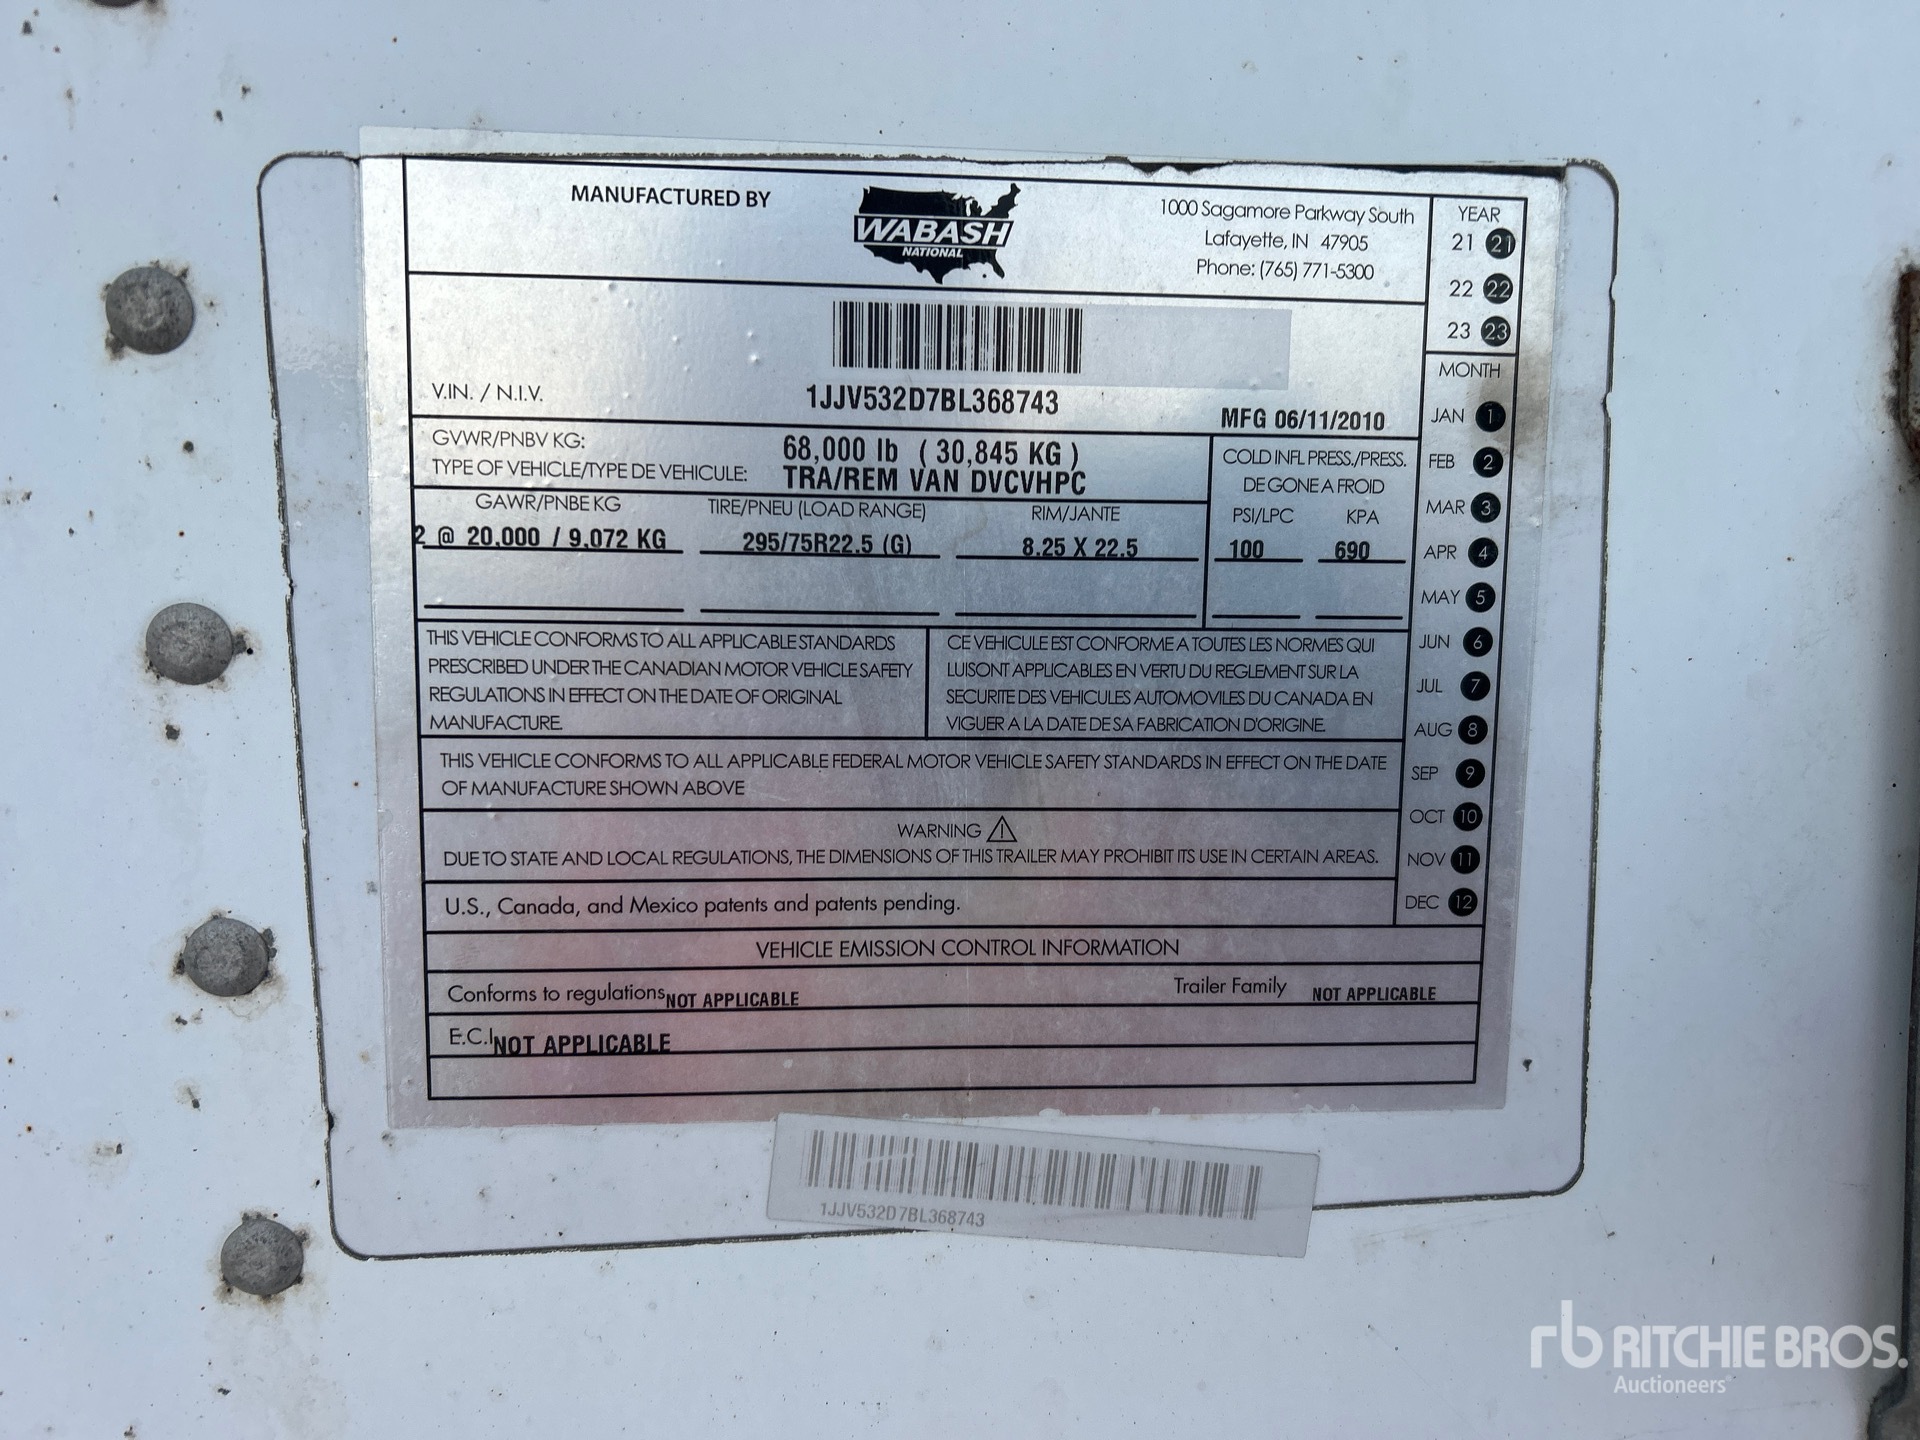 MANUFACTURED BY
WABASH
NATIONAL
1000 Sagamore Parkway South
Lafayette, IN 47905
Phone: (765) 771-5300
YEAR
21 21
22 22
23 23
V.IN. / N.I.V.
1JJV532D7BL368743
MFG 06/11/2010
GVWR/PNBV KG: 68,000 lb ( 30,845 KG )
TYPE OF VEHICLE/TYPE DE VEHICULE: TRA/REM VAN DVCVHPC
COLD INFL PRESS./PRESS.
DE GONE A FROID
GAWR/PNBE KG TIRE/PNEU (LOAD RANGE) RIM/JANTE PSI/LPC KPA
2 @ 20,000 / 9,072 KG 295/75R22.5 (G) 8.25 X 22.5 100 690
MONTH
JAN 1
FEB 2
MAR 3
APR 4
MAY 5
JUN 6
JUL 7
AUG 8
SEP 9
OCT 10
NOV 11
DEC 12
THIS VEHICLE CONFORMS TO ALL APPLICABLE STANDARDS
PRESCRIBED UNDER THE CANADIAN MOTOR VEHICLE SAFETY
REGULATIONS IN EFFECT ON THE DATE OF ORIGINAL
MANUFACTURE.
CE VEHICULE EST CONFORME A TOUTES LES NORMES QUI
LUISONT APPLICABLES EN VERTU DU REGLEMENT SUR LA
SECURITE DES VEHICULES AUTOMOVILES DU CANADA EN
VIGUER A LA DATE DE SA FABRICATION D'ORIGINE.
THIS VEHICLE CONFORMS TO ALL APPLICABLE FEDERAL MOTOR VEHICLE SAFETY STANDARDS IN EFFECT ON THE DATE
OF MANUFACTURE SHOWN ABOVE
WARNING
DUE TO STATE AND LOCAL REGULATIONS, THE DIMENSIONS OF THIS TRAILER MAY PROHIBIT ITS USE IN CERTAIN AREAS.
U.S., Canada, and Mexico patents and patents pending.
VEHICLE EMISSION CONTROL INFORMATION
Conforms to regulations NOT APPLICABLE Trailer Family NOT APPLICABLE
E.C.I NOT APPLICABLE
1JJV532D7BL368743
rb RITCHIE BROS.
Auctioneers